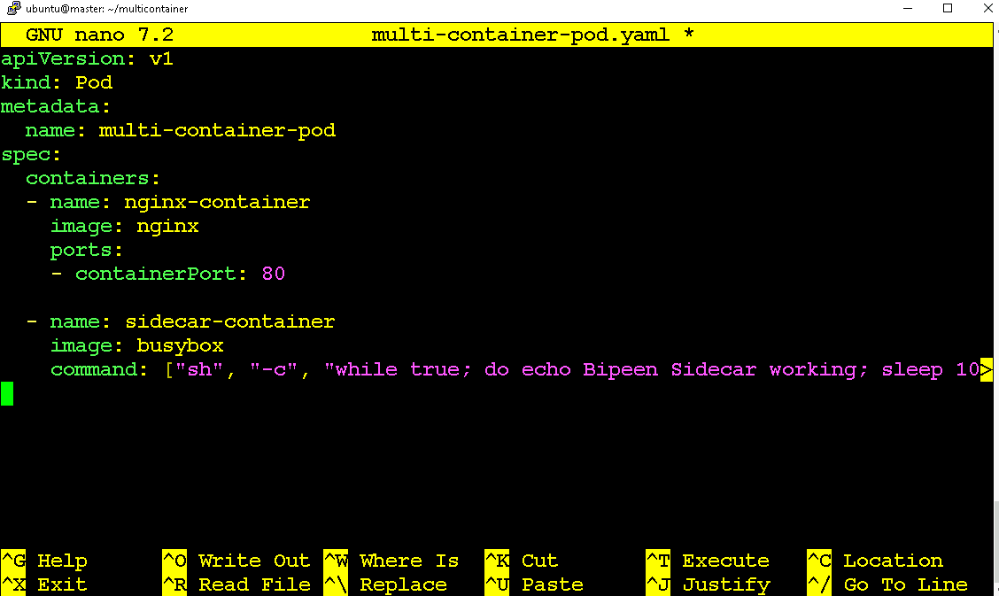 ubuntu@master: ~/multicontainer
GNU nano 7.2 multi-container-pod.yaml *
apiVersion: v1
kind: Pod
metadata:
  name: multi-container-pod
spec:
  containers:
  - name: nginx-container
    image: nginx
    ports:
    - containerPort: 80
  - name: sidecar-container
    image: busybox
    command: ["sh", "-c", "while true; do echo Bipeen Sidecar working; sleep 10>
^G Help ^O Write Out ^W Where Is ^K Cut ^T Execute ^C Location
^X Exit ^R Read File ^\ Replace ^U Paste ^J Justify ^/ Go To Line